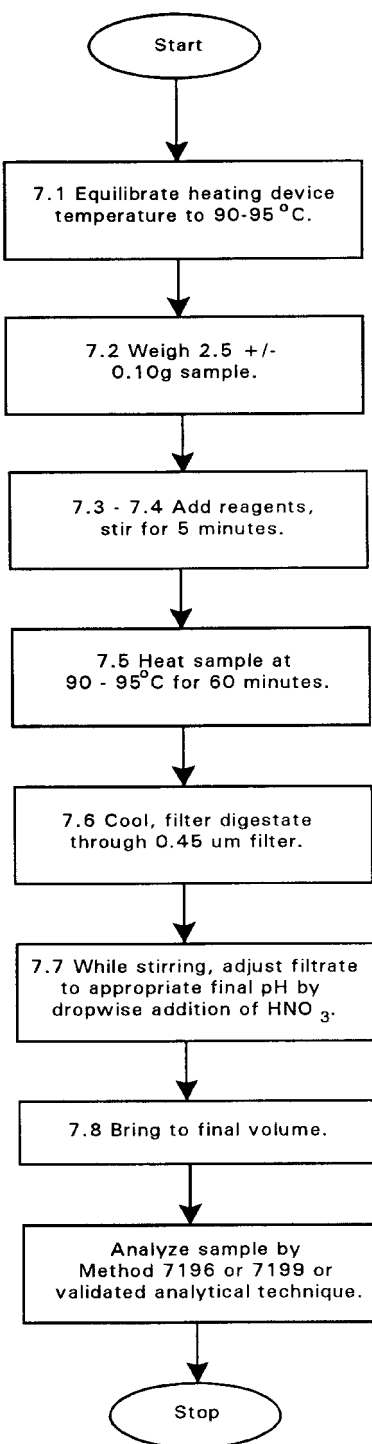 Start
7.1 Equilibrate heating device
temperature to 90-95°C.
7.2 Weigh 2.5 +/-
0.10g sample.
7.3 - 7.4 Add reagents,
stir for 5 minutes.
7.5 Heat sample at
90 - 95°C for 60 minutes.
7.6 Cool, filter digestate
through 0.45 um filter.
7.7 While stirring, adjust filtrate
to appropriate final pH by
dropwise addition of HNO 3.
7.8 Bring to final volume.
Analyze sample by
Method 7196 or 7199 or
validated analytical technique.
Stop